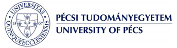 PÉCSI TUDOMÁNYEGYETEM
UNIVERSITY OF PÉCS